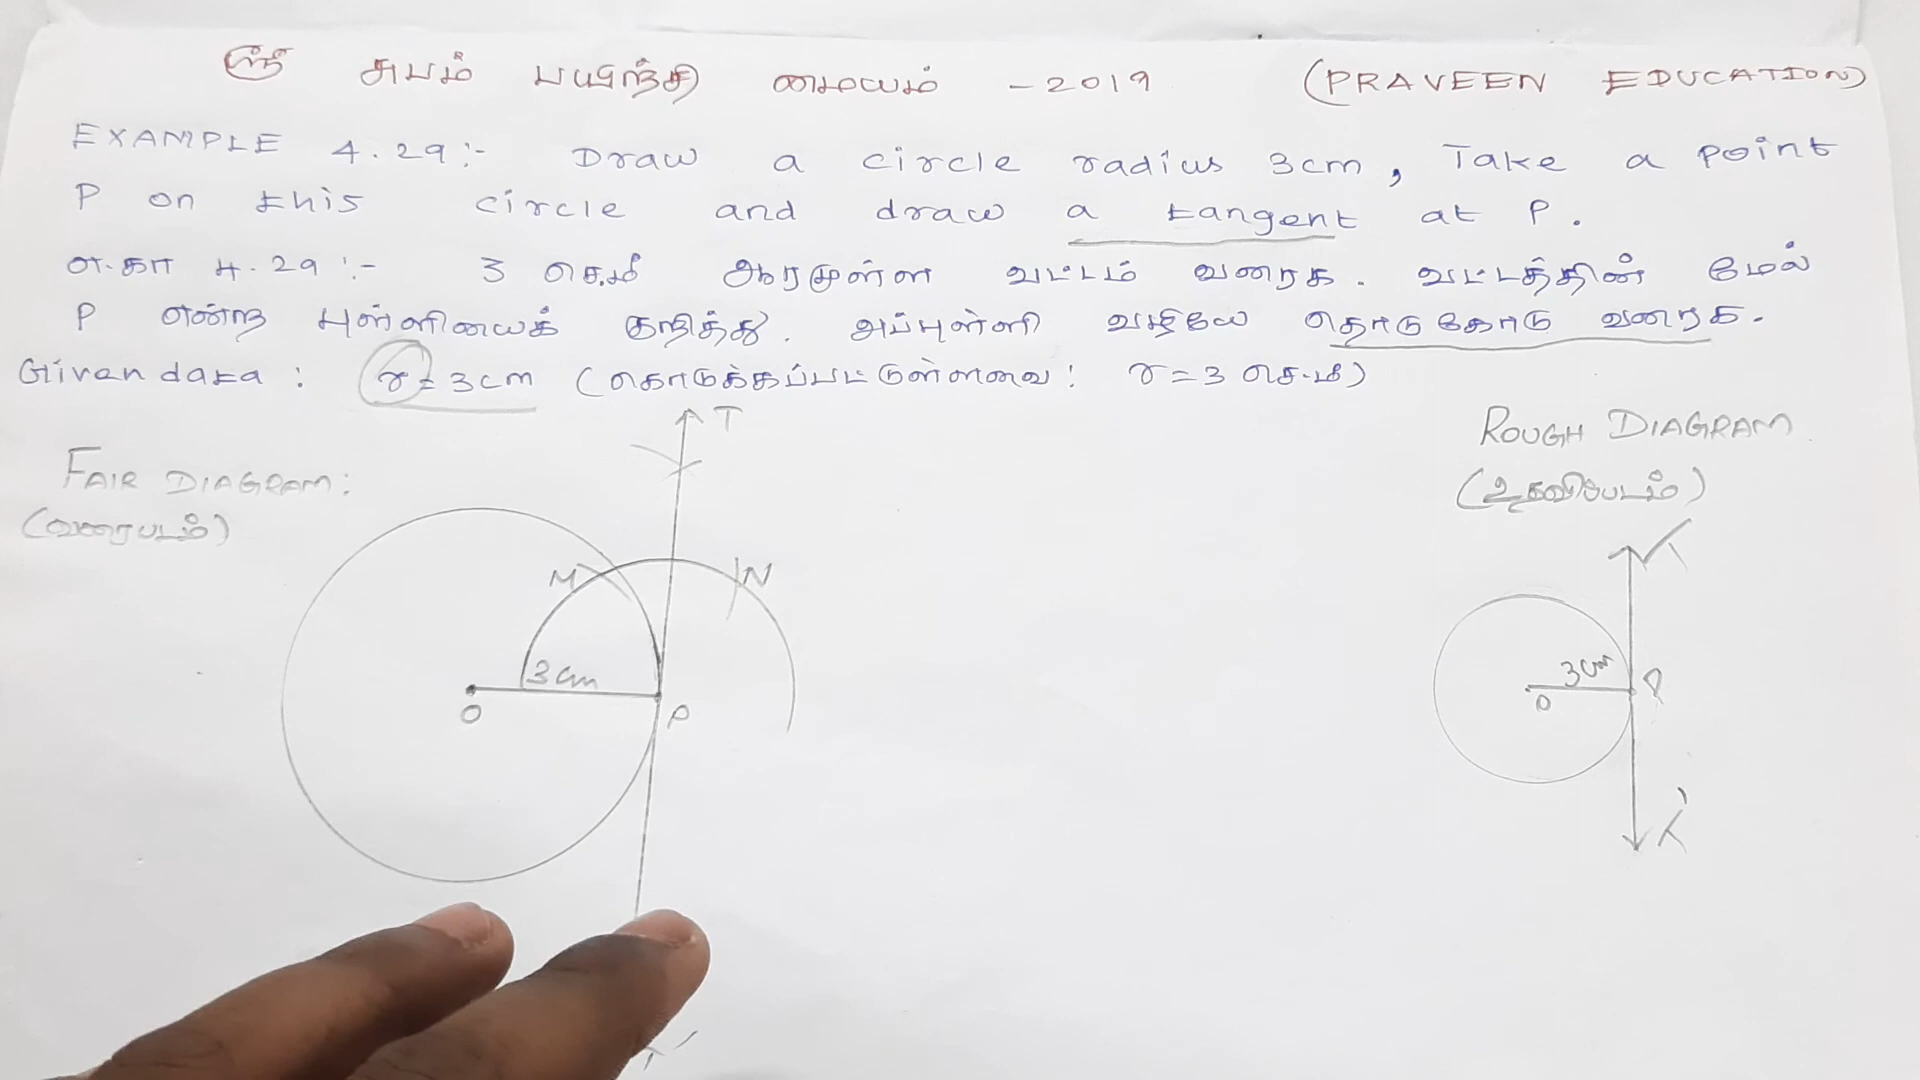 ஸ்ரீ சுபம் பயிற்சி மையம் - 2019 (PRAVEEN EDUCATION)
EXAMPLE 4.29:- Draw a circle radius 3cm, Take a point
P on this circle and draw a tangent at P.
எ.கா 4.29 :- 3 செ.மீ ஆரமுள்ள வட்டம் வரைக. வட்டத்தின் மேல்
P என்ற புள்ளியைக் குறித்து. அப்புள்ளி வழியே தொடுகோடு வரைக.
Given data : r = 3cm (கொடுக்கப்பட்டுள்ளவை: r = 3 செ.மீ)
T
ROUGH DIAGRAM
(உதவிப்படம்)
FAIR DIAGRAM:
(வரைபடம்)
M N
3cm
O P
T'
3cm
O P